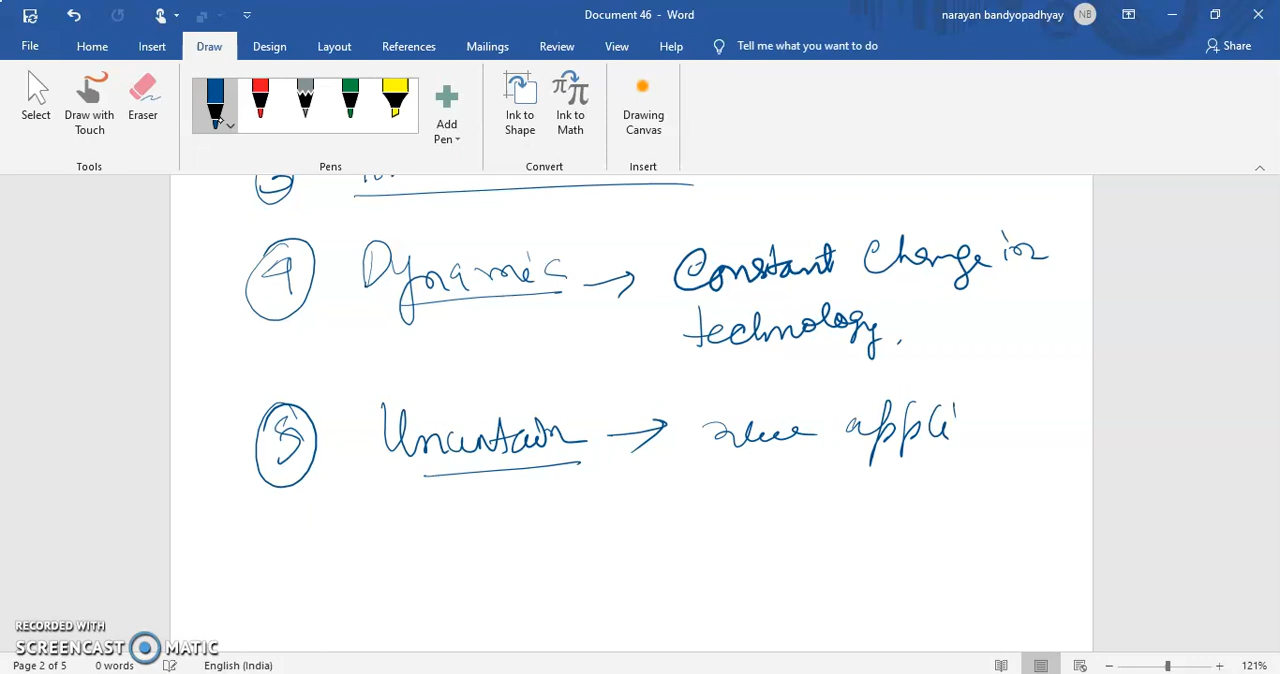 Document 46 - Word
narayan bandyopadhyay NB
File Home Insert Draw Design Layout References Mailings Review View Help Tell me what you want to do Share
Select Draw with Touch Eraser Add Pen Ink to Shape Ink to Math Drawing Canvas
Tools Pens Convert Insert
3
4 Dynamic → Constant Change in
technology.
5 Uncertain → new appli
RECORDED WITH
SCREENCAST MATIC
Page 2 of 5 0 words English (India) 121%